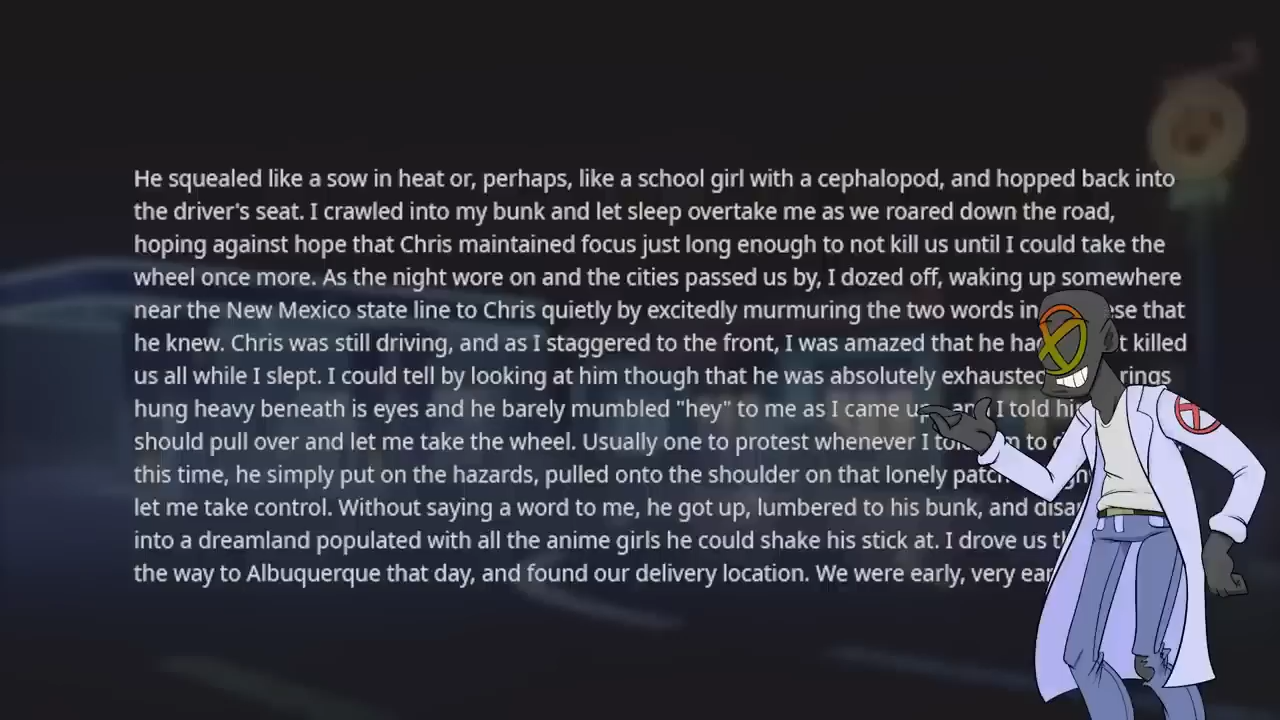 He squealed like a sow in heat or, perhaps, like a school girl with a cephalopod, and hopped back into
the driver's seat. I crawled into my bunk and let sleep overtake me as we roared down the road,
hoping against hope that Chris maintained focus just long enough to not kill us until I could take the
wheel once more. As the night wore on and the cities passed us by, I dozed off, waking up somewhere
near the New Mexico state line to Chris quietly by excitedly murmuring the two words in that
he knew. Chris was still driving, and as I staggered to the front, I was amazed that he killed
us all while I slept. I could tell by looking at him though that he was absolutely exhausted rings
hung heavy beneath is eyes and he barely mumbled "hey" to me as I came I told
should pull over and let me take the wheel. Usually one to protest whenever I to
this time, he simply put on the hazards, pulled onto the shoulder on that lonely
let me take control. Without saying a word to me, he got up, lumbered to his bunk, and
into a dreamland populated with all the anime girls he could shake his stick at. I drove us
the way to Albuquerque that day, and found our delivery location. We were early, very